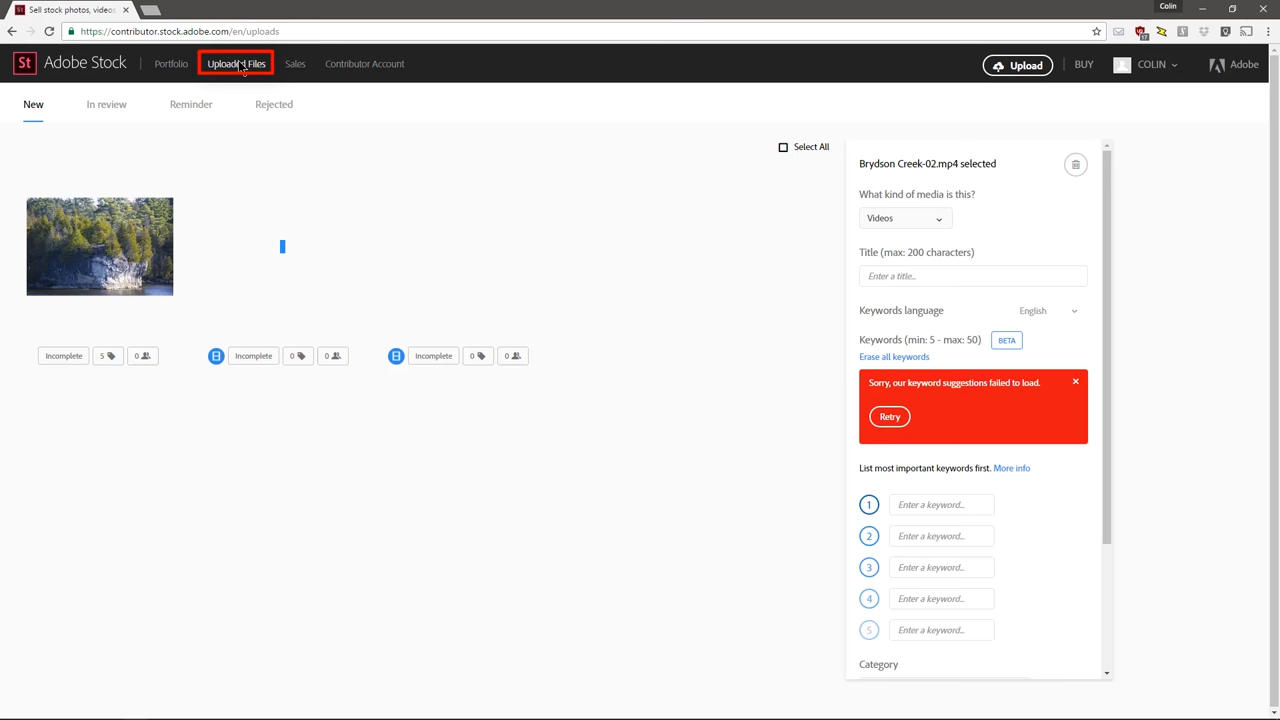 Colin
St Sell stock photos, videos
https://contributor.stock.adobe.com/en/uploads
17
St Adobe Stock Portfolio Uploaded Files Sales Contributor Account Upload BUY COLIN Adobe
New In review Reminder Rejected
Select All
Brydson Creek-02.mp4 selected
What kind of media is this?
Videos
Title (max: 200 characters)
Enter a title...
Keywords language English
Keywords (min: 5 - max: 50) BETA
Erase all keywords
Incomplete 5 0 Incomplete 0 0 Incomplete 0 0
Sorry, our keyword suggestions failed to load.
Retry
List most important keywords first. More info
1 Enter a keyword...
2 Enter a keyword...
3 Enter a keyword...
4 Enter a keyword...
5 Enter a keyword...
Category